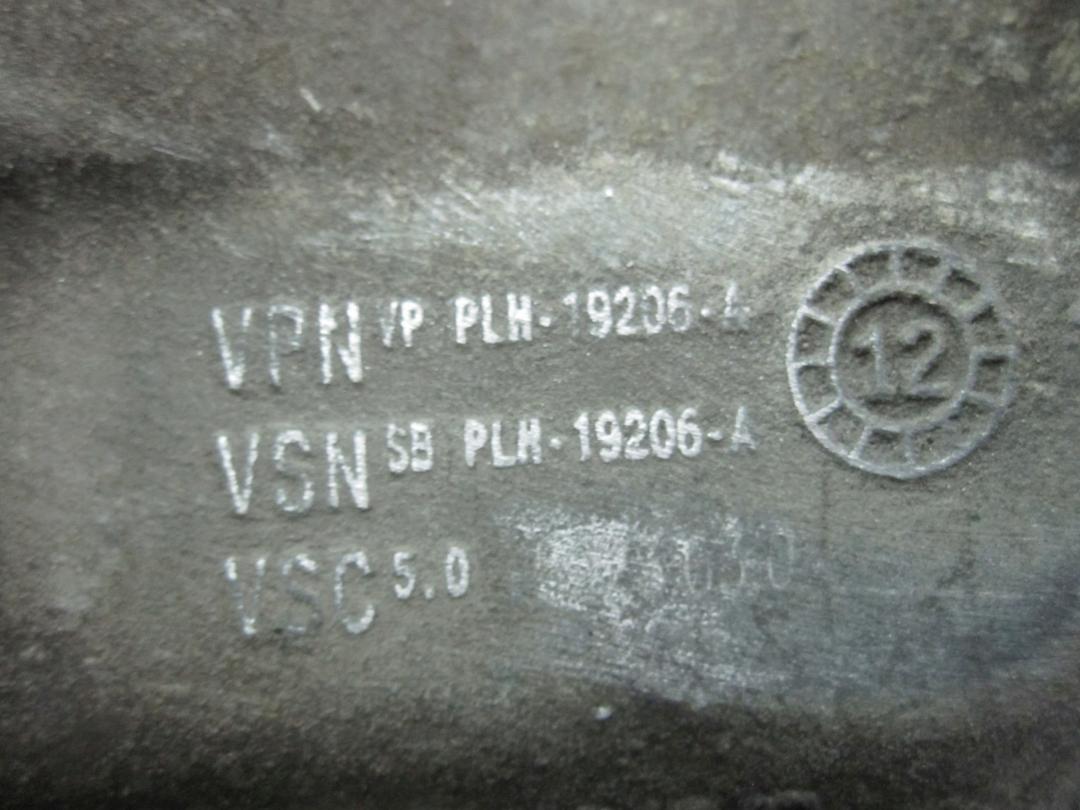 VPN VP PLH-19206-A
12
VSN SB PLH-19206-A
VSC 5.0